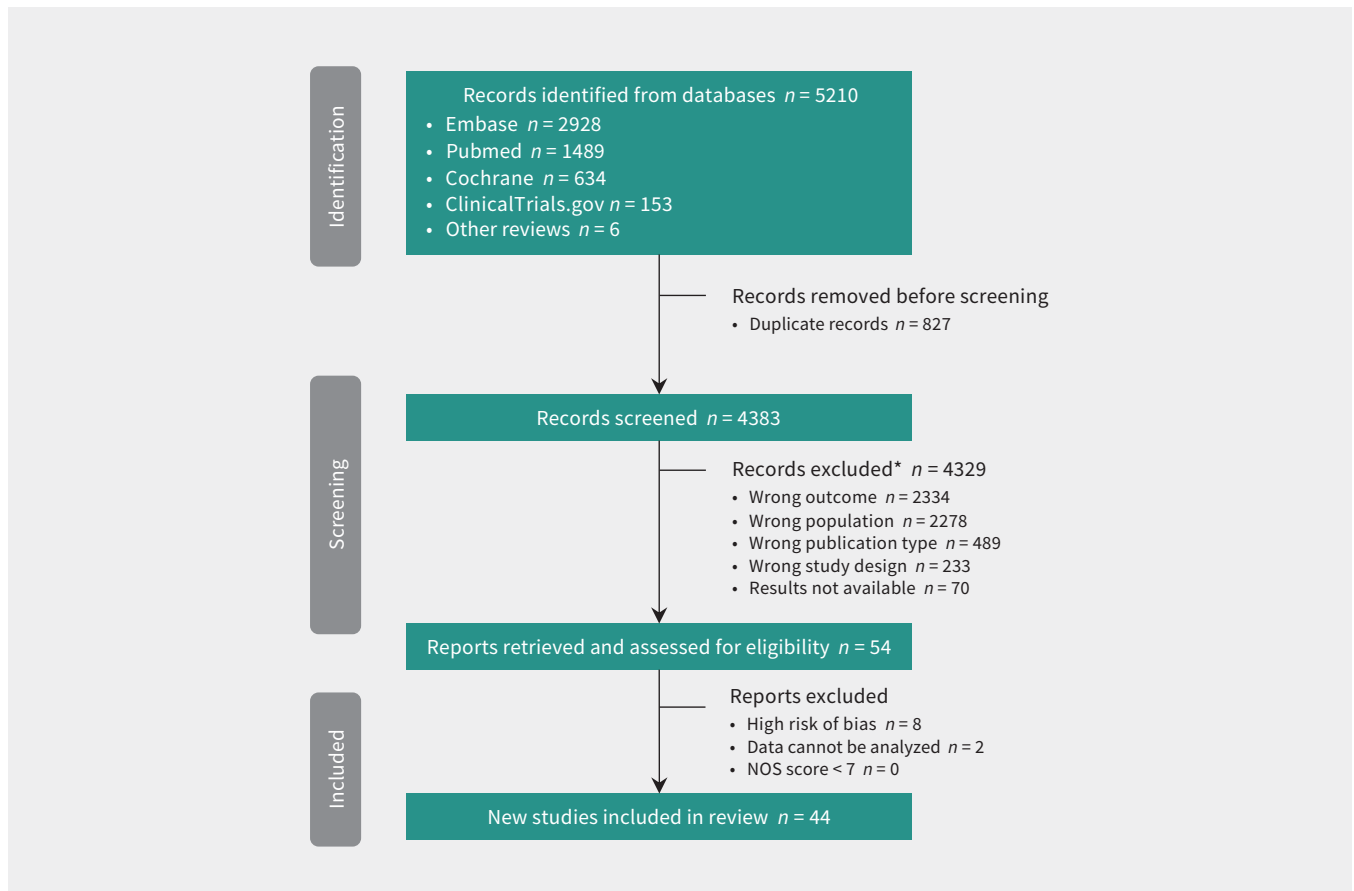 Identification
Records identified from databases n = 5210
• Embase n = 2928
• Pubmed n = 1489
• Cochrane n = 634
• ClinicalTrials.gov n = 153
• Other reviews n = 6
Records removed before screening
• Duplicate records n = 827
Screening
Records screened n = 4383
Records excluded* n = 4329
• Wrong outcome n = 2334
• Wrong population n = 2278
• Wrong publication type n = 489
• Wrong study design n = 233
• Results not available n = 70
Reports retrieved and assessed for eligibility n = 54
Included
Reports excluded
• High risk of bias n = 8
• Data cannot be analyzed n = 2
• NOS score < 7 n = 0
New studies included in review n = 44